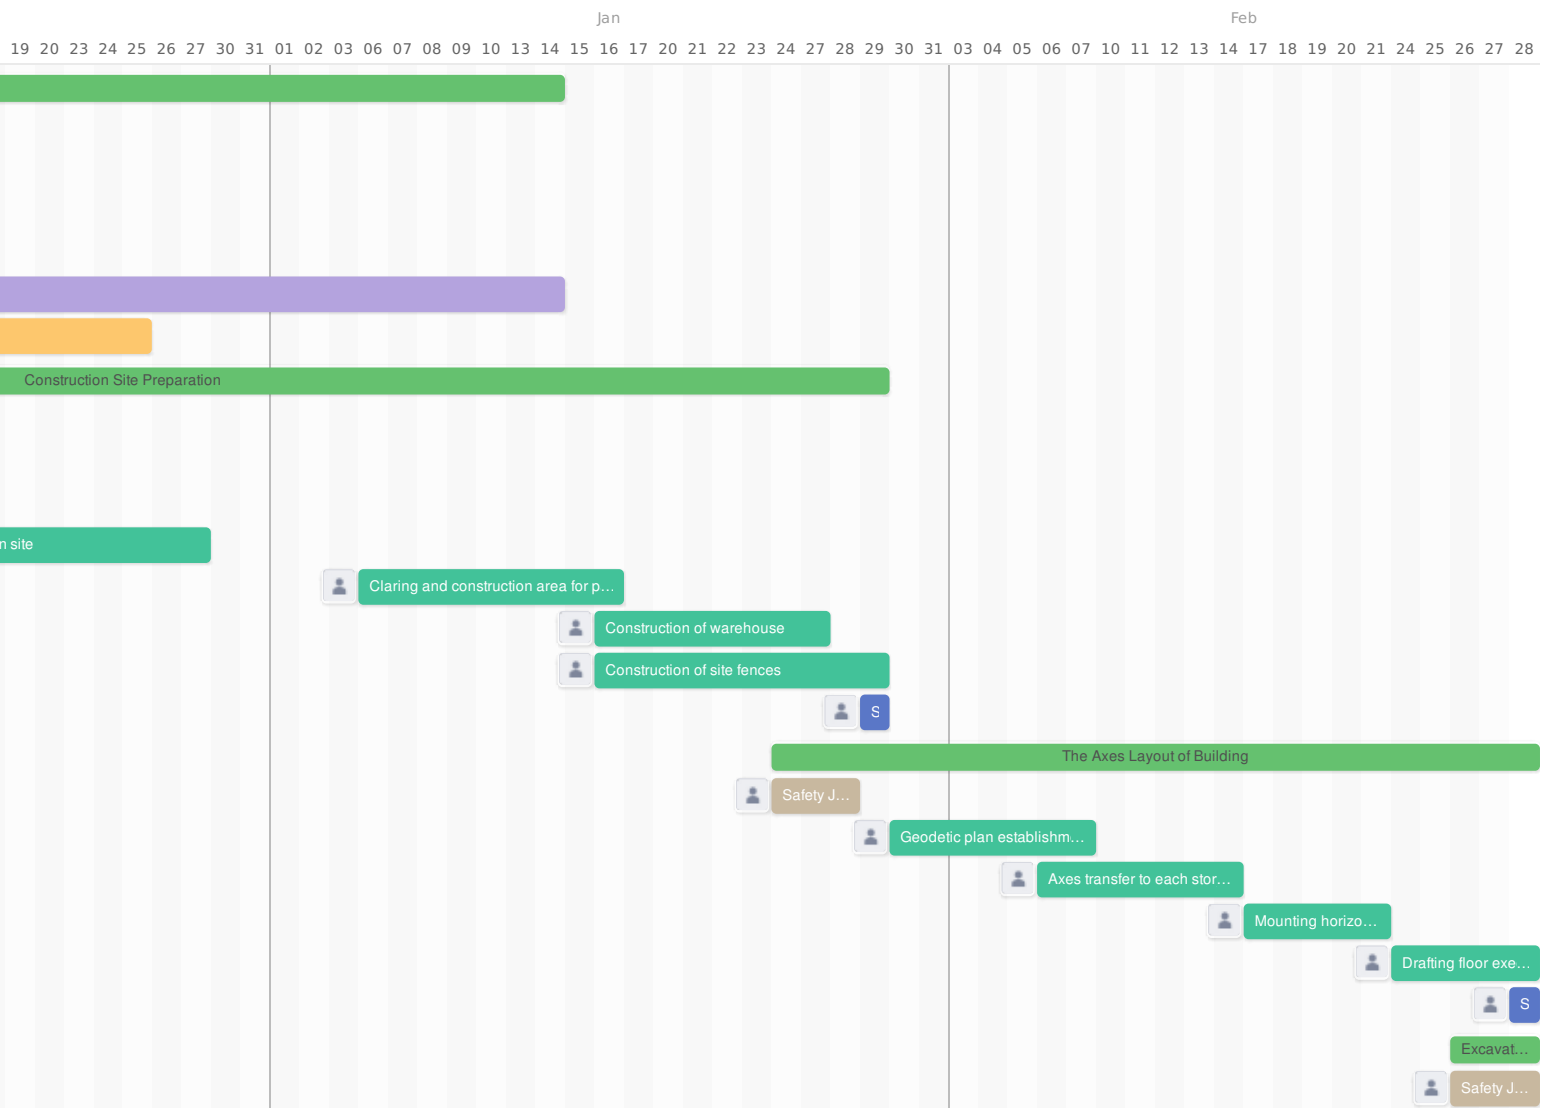 Jan Feb
19 20 23 24 25 26 27 30 31 01 02 03 06 07 08 09 10 13 14 15 16 17 20 21 22 23 24 27 28 29 30 31 03 04 05 06 07 10 11 12 13 14 17 18 19 20 21 24 25 26 27 28
Construction Site Preparation
n site
Claring and construction area for p...
Construction of warehouse
Construction of site fences
S
The Axes Layout of Building
Safety J...
Geodetic plan establishm...
Axes transfer to each stor...
Mounting horizo...
Drafting floor exe...
S
Excavat...
Safety J...